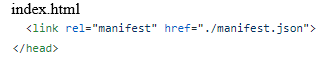 index.html
<link rel="manifest" href="./manifest.json">
</head>